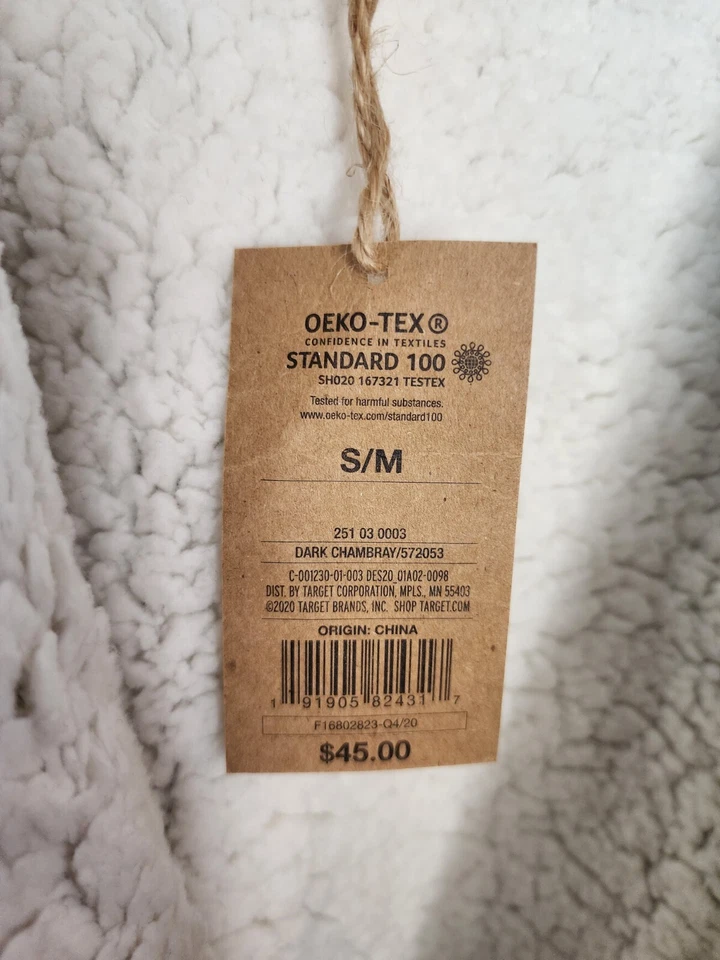 OEKO-TEX®
CONFIDENCE IN TEXTILES
STANDARD 100
SH020 167321 TESTEX
Tested for harmful substances.
www.oeko-tex.com/standard100
S/M
251 03 0003
DARK CHAMBRAY/572053
C-001230-01-003 DES20_01A02-0098
DIST. BY TARGET CORPORATION, MPLS., MN 55403
©2020 TARGET BRANDS, INC. SHOP TARGET.COM
ORIGIN: CHINA
1 91905 82431 7
F16802823-Q4/20
$45.00